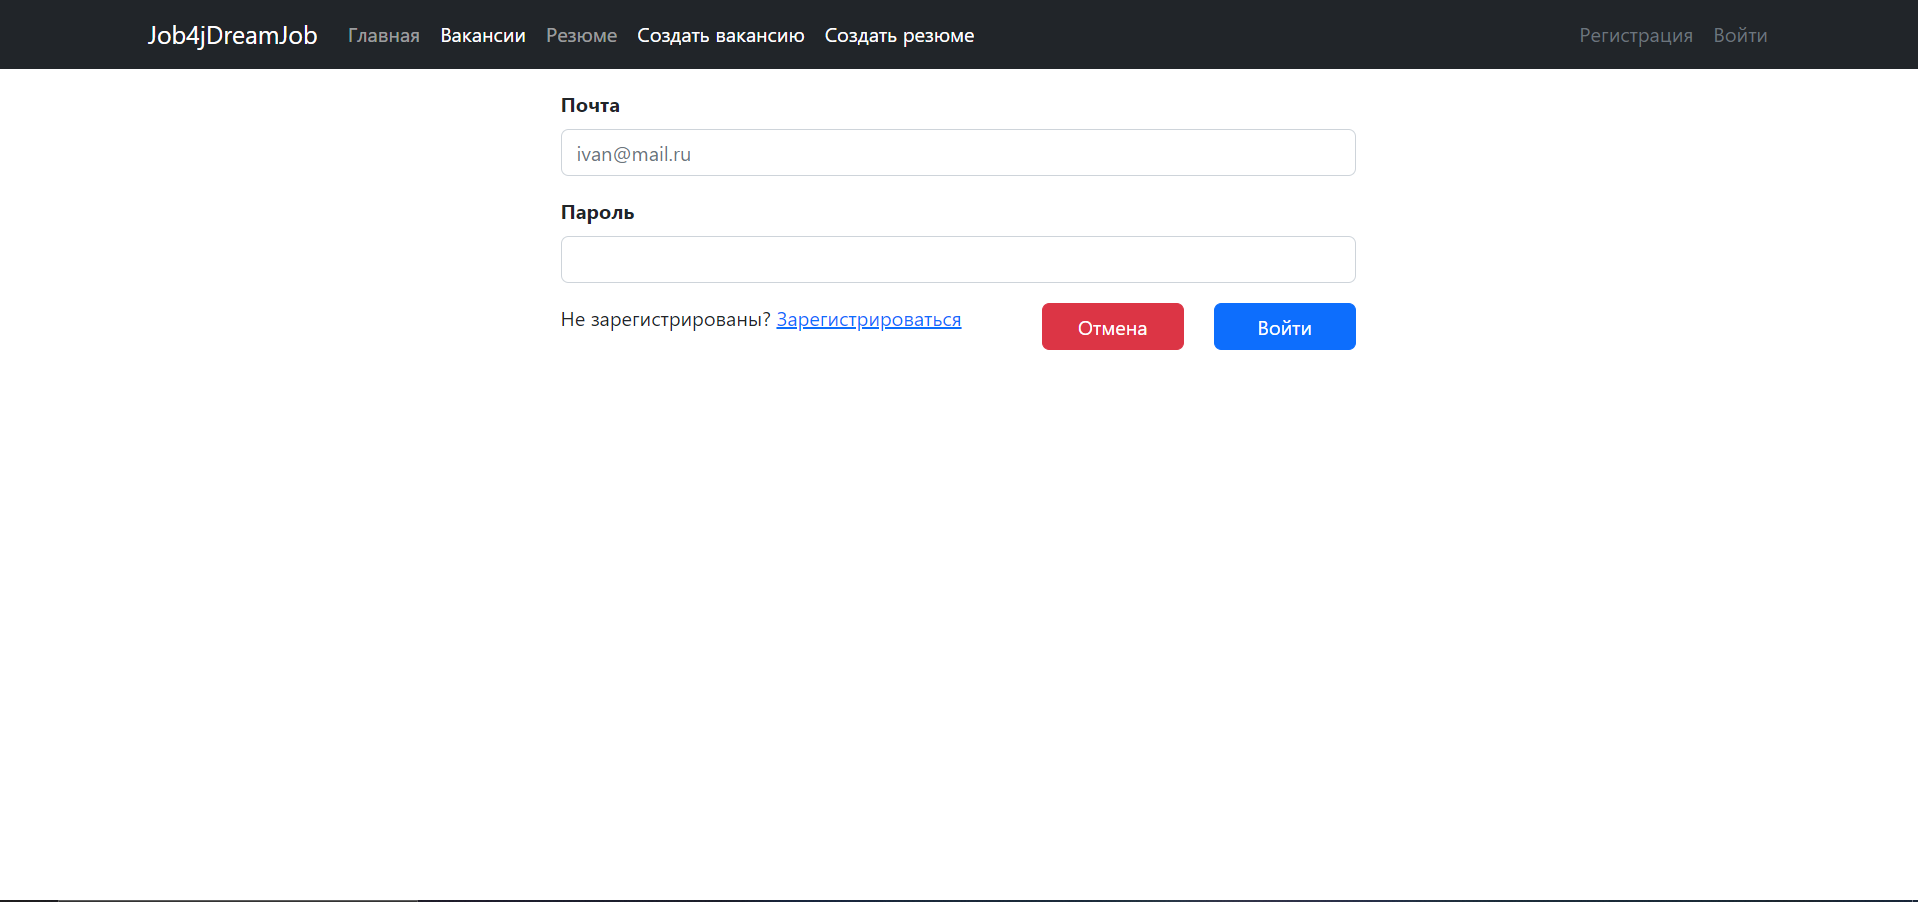 Job4jDreamJob Главная Вакансии Резюме Создать вакансию Создать резюме Регистрация Войти
Почта
ivan@mail.ru
Пароль
Не зарегистрированы? Зарегистрироваться Отмена Войти